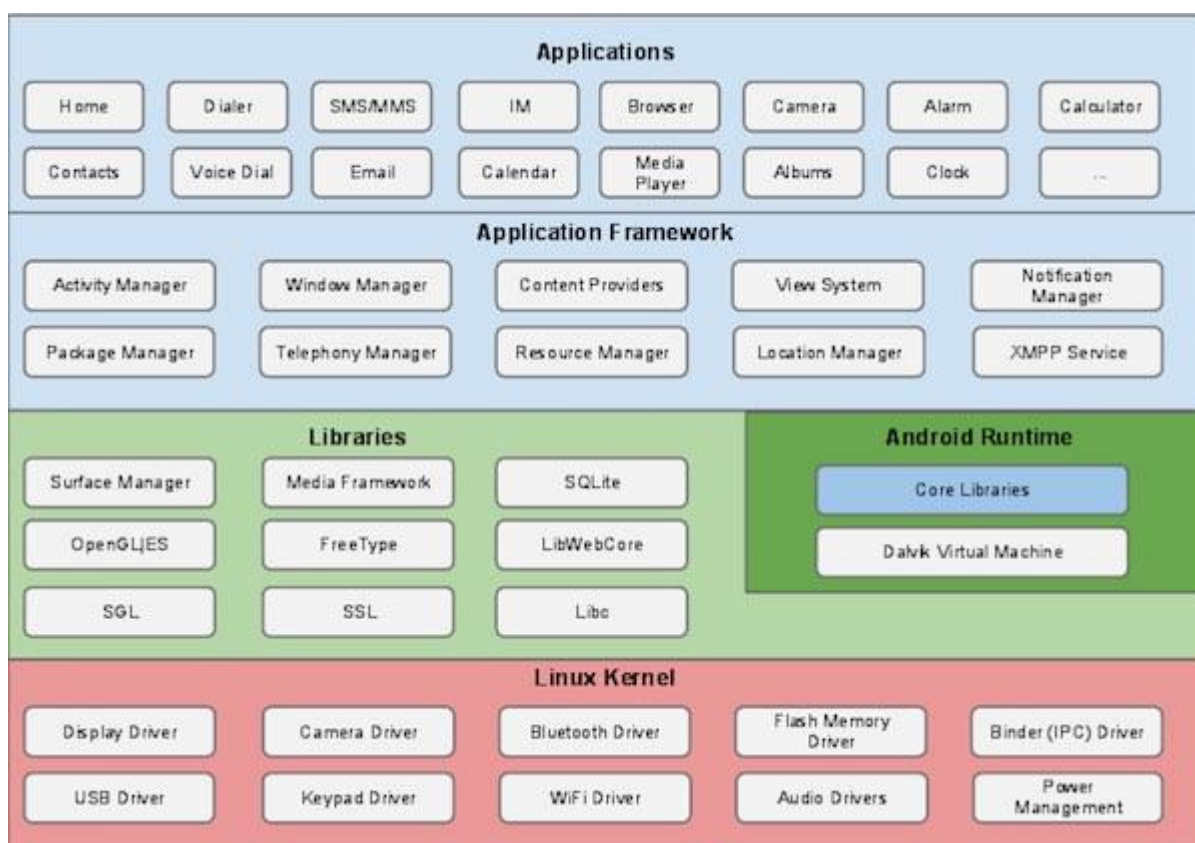 Applications
Home
Dialer
SMS/MMS
IM
Browser
Camera
Alarm
Calculator
Contacts
Voice Dial
Email
Calendar
Media
Player
Albums
Clock
...
Application Framework
Activity Manager
Window Manager
Content Providers
View System
Notification
Manager
Package Manager
Telephony Manager
Resource Manager
Location Manager
XMPP Service
Libraries
Surface Manager
Media Framework
SQLite
OpenGL|ES
FreeType
LibWebCore
SGL
SSL
Libc
Android Runtime
Core Libraries
Dalvik Virtual Machine
Linux Kernel
Display Driver
Camera Driver
Bluetooth Driver
Flash Memory
Driver
Binder (IPC) Driver
USB Driver
Keypad Driver
WiFi Driver
Audio Drivers
Power
Management